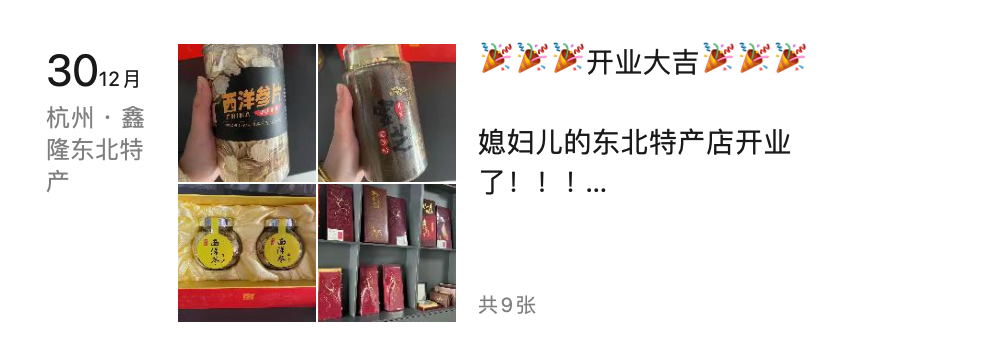 30 12月
杭州 · 鑫
隆东北特
产
西洋参片
CHINA
西洋参
西洋参
🎉🎉🎉开业大吉🎉🎉🎉
媳妇儿的东北特产店开业
了！！！...
共9张